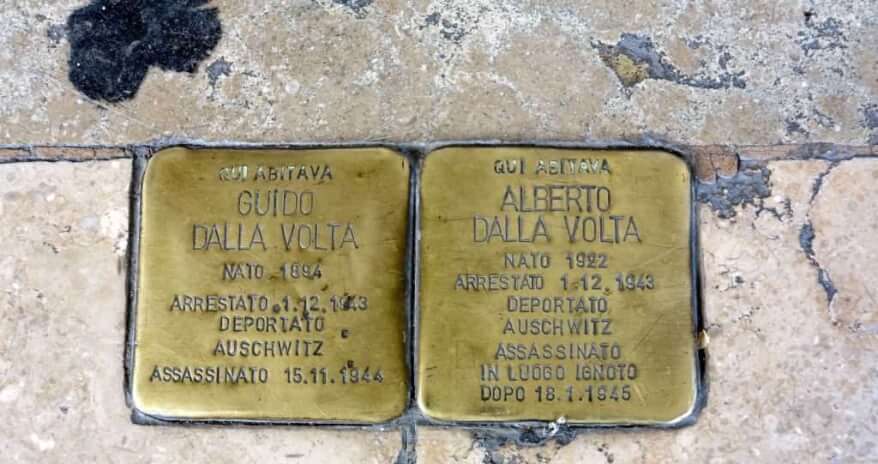 QUI ABITAVA
GUIDO
DALLA VOLTA
NATO 1894
ARRESTATO 1.12.1943
DEPORTATO
AUSCHWITZ
ASSASSINATO 15.11.1944
QUI ABITAVA
ALBERTO
DALLA VOLTA
NATO 1922
ARRESTATO 1.12.1943
DEPORTATO
AUSCHWITZ
ASSASSINATO
IN LUOGO IGNOTO
DOPO 18.1.1945